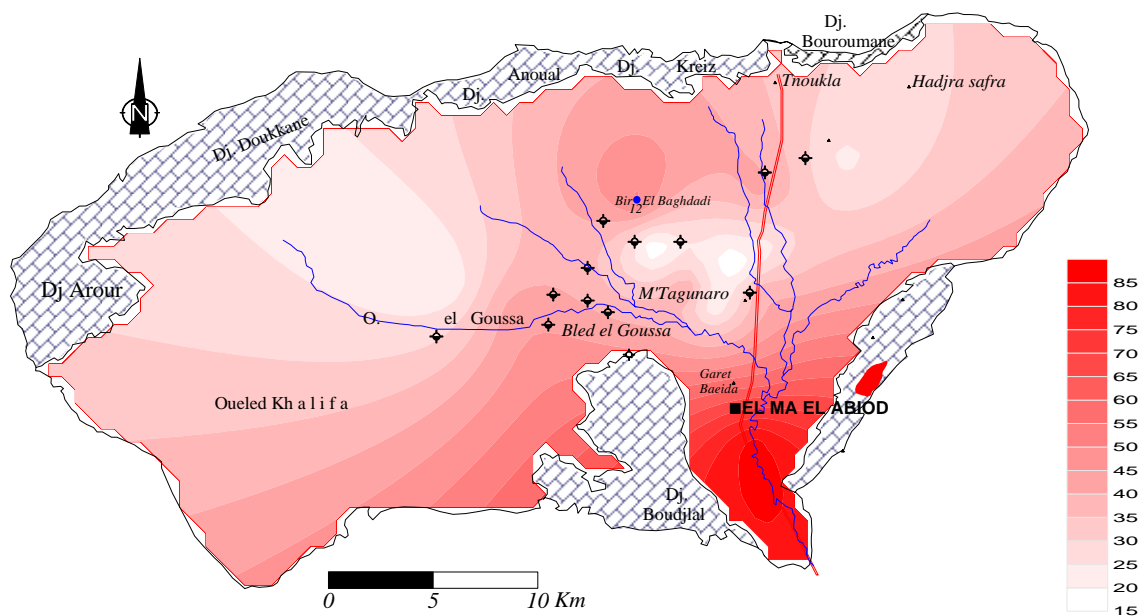 Dj.
Bouroumane
Anoual
Dj.
Kreiz
Dj.
Tnoukla
Hadjra safra
N
Dj. Doukkane
Bir El Baghdadi
12
Dj Arour
M'Tagunaro
O. el Goussa
Bled el Goussa
Garet
Baeida
Oueled Kh a l i f a
EL MA EL ABIOD
Dj.
Boudjlal
0 5 10 Km
85
80
75
70
65
60
55
50
45
40
35
30
25
20
15